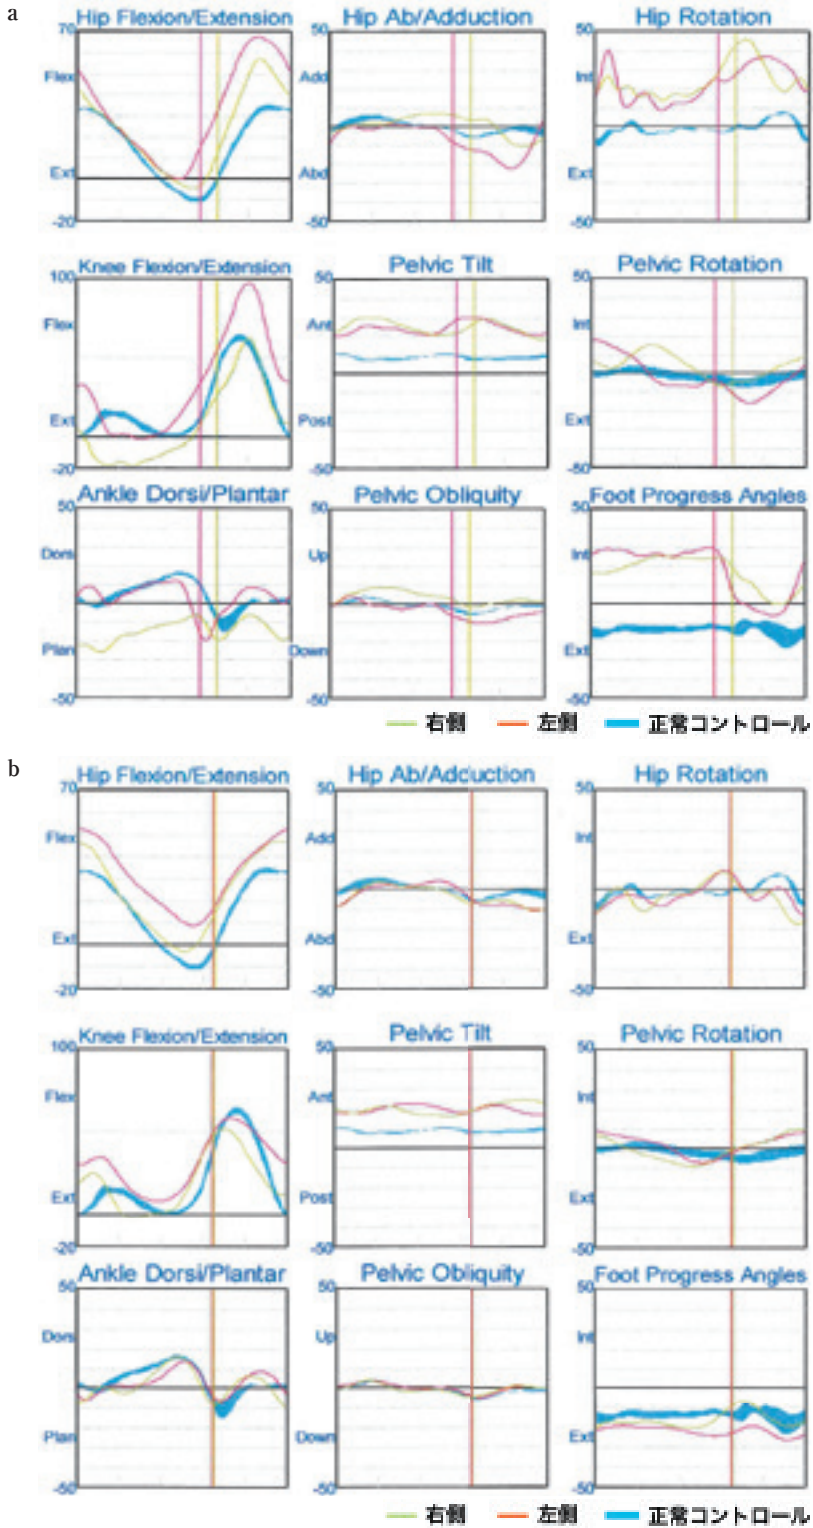 a
Hip Flexion/Extension
70
Flex
Ext
-20
Hip Ab/Adduction
50
Add
Abd
-50
Hip Rotation
50
Int
Ext
-50
Knee Flexion/Extension
100
Flex
Ext
-20
Pelvic Tilt
50
Ant
Post
-50
Pelvic Rotation
50
Int
Ext
-50
Ankle Dorsi/Plantar
50
Dors
Plan
-50
Pelvic Obliquity
50
Up
Down
-50
Foot Progress Angles
50
Int
Ext
-50
右側 左側 正常コントロール
b
Hip Flexion/Extension
70
Flex
Ext
-20
Hip Ab/Adduction
50
Add
Abd
-50
Hip Rotation
50
Int
Ext
-50
Knee Flexion/Extension
100
Flex
Ext
-20
Pelvic Tilt
50
Ant
Post
-50
Pelvic Rotation
50
Int
Ext
-50
Ankle Dorsi/Plantar
50
Dors
Plan
-50
Pelvic Obliquity
50
Up
Down
-50
Foot Progress Angles
50
Int
Ext
-50
右側 左側 正常コントロール